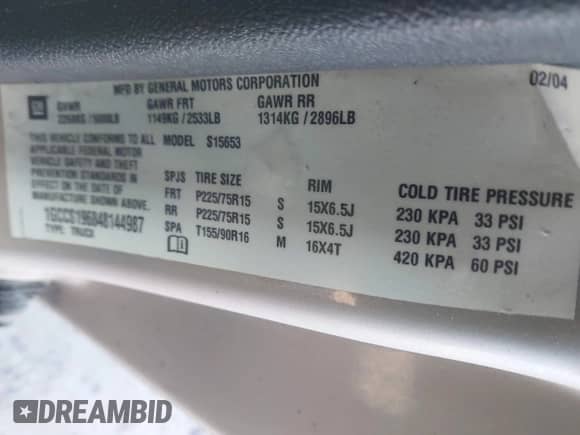 MFD BY GENERAL MOTORS CORPORATION 02/04
GM GAWR FRT GAWR RR
1149KG / 2533LB 1314KG / 2896LB
THIS VEHICLE CONFORMS TO ALL MODEL S15653
APPLICABLE FEDERAL MOTOR
VEHICLE SAFETY AND THEFT
PREVENTION STANDARDS IN
EFFECT ON THE DATE OF
MANUFACTURE SHOWN ABOVE.
1GCCS196848144987
TYPE: TRUCK
SPJS TIRE SIZE RIM COLD TIRE PRESSURE
FRT P225/75R15 S 15X6.5J 230 KPA 33 PSI
RR P225/75R15 S 15X6.5J 230 KPA 33 PSI
SPA T155/90R16 M 16X4T 420 KPA 60 PSI
DREAMBID